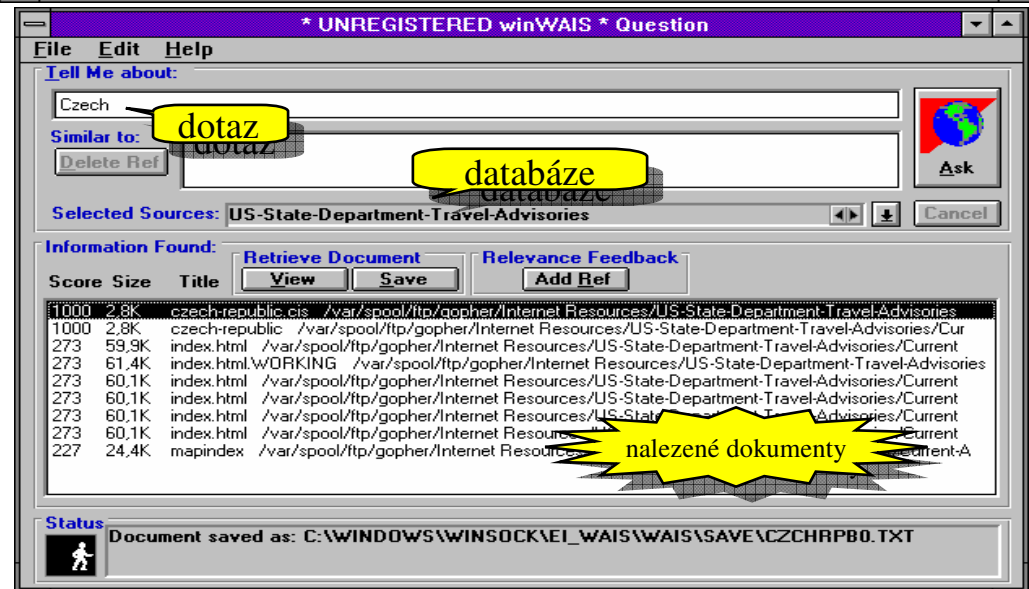 * UNREGISTERED winWAIS * Question
File Edit Help
Tell Me about:
Czech
dotaz
Similar to:
Delete Ref
databáze
Ask
Selected Sources: US-State-Department-Travel-Advisories
Cancel
Information Found:
Retrieve Document
Relevance Feedback
Score Size Title View Save Add Ref
1000 2,8K czech-republic.cis /var/spool/ftp/gopher/Internet Resources/US-State-Department-Travel-Advisories
1000 2,8K czech-republic /var/spool/ftp/gopher/Internet Resources/US-State-Department-Travel-Advisories/Cur
273 59,9K index.html /var/spool/ftp/gopher/Internet Resources/US-State-Department-Travel-Advisories/Current
273 61,4K index.html.WORKING /var/spool/ftp/gopher/Internet Resources/US-State-Department-Travel-Advisories
273 60,1K index.html /var/spool/ftp/gopher/Internet Resources/US-State-Department-Travel-Advisories/Current
273 60,1K index.html /var/spool/ftp/gopher/Internet Resources/US-State-Department-Travel-Advisories/Current
273 60,1K index.html /var/spool/ftp/gopher/Internet Resources/US-State-Department-Travel-Advisories/Current
273 60,1K index.html /var/spool/ftp/gopher/Internet Resources/ /Current
227 24,4K mapindex /var/spool/ftp/gopher/Internet Resources
nalezené dokumenty
Status
Document saved as: C:\WINDOWS\WINSOCK\EI_WAIS\WAIS\SAVE\CZCHRPB0.TXT